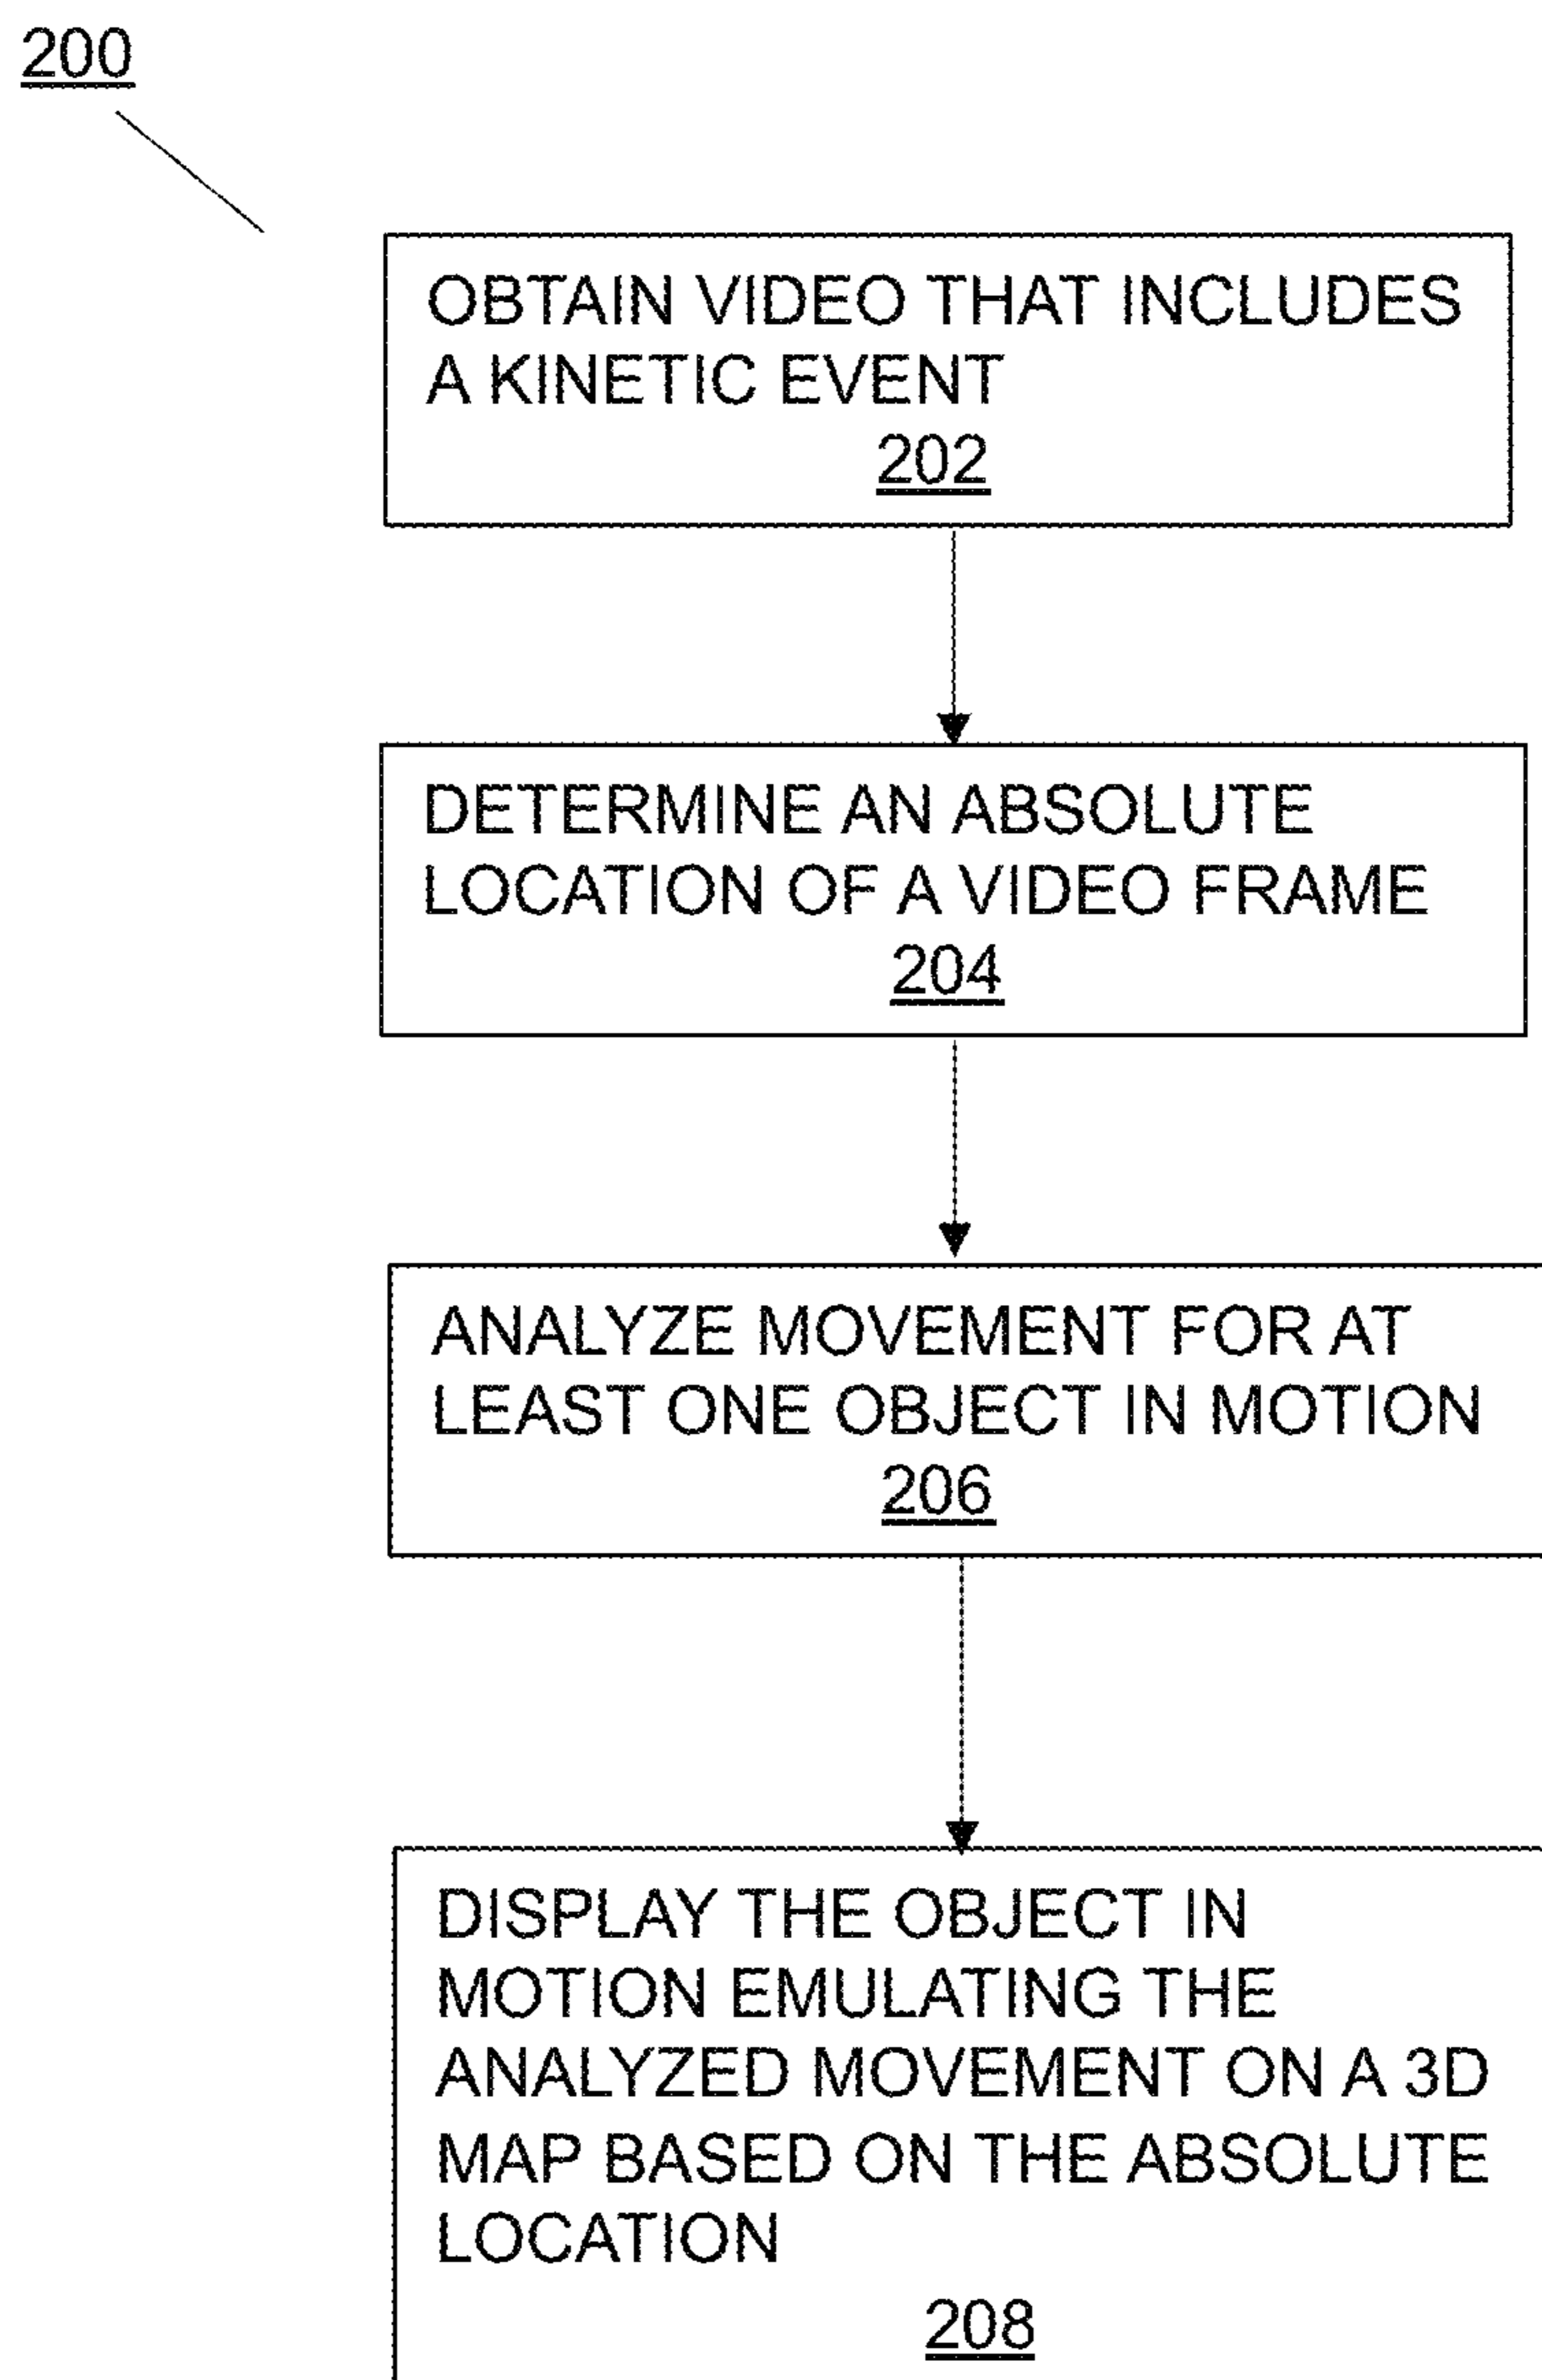 200
OBTAIN VIDEO THAT INCLUDES
A KINETIC EVENT
202
DETERMINE AN ABSOLUTE
LOCATION OF A VIDEO FRAME
204
ANALYZE MOVEMENT FOR AT
LEAST ONE OBJECT IN MOTION
206
DISPLAY THE OBJECT IN
MOTION EMULATING THE
ANALYZED MOVEMENT ON A 3D
MAP BASED ON THE ABSOLUTE
LOCATION
208